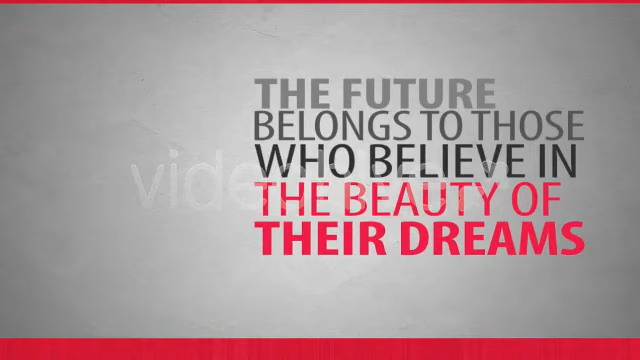 THE FUTURE
BELONGS TO THOSE
WHO BELIEVE IN
THE BEAUTY OF
THEIR DREAMS